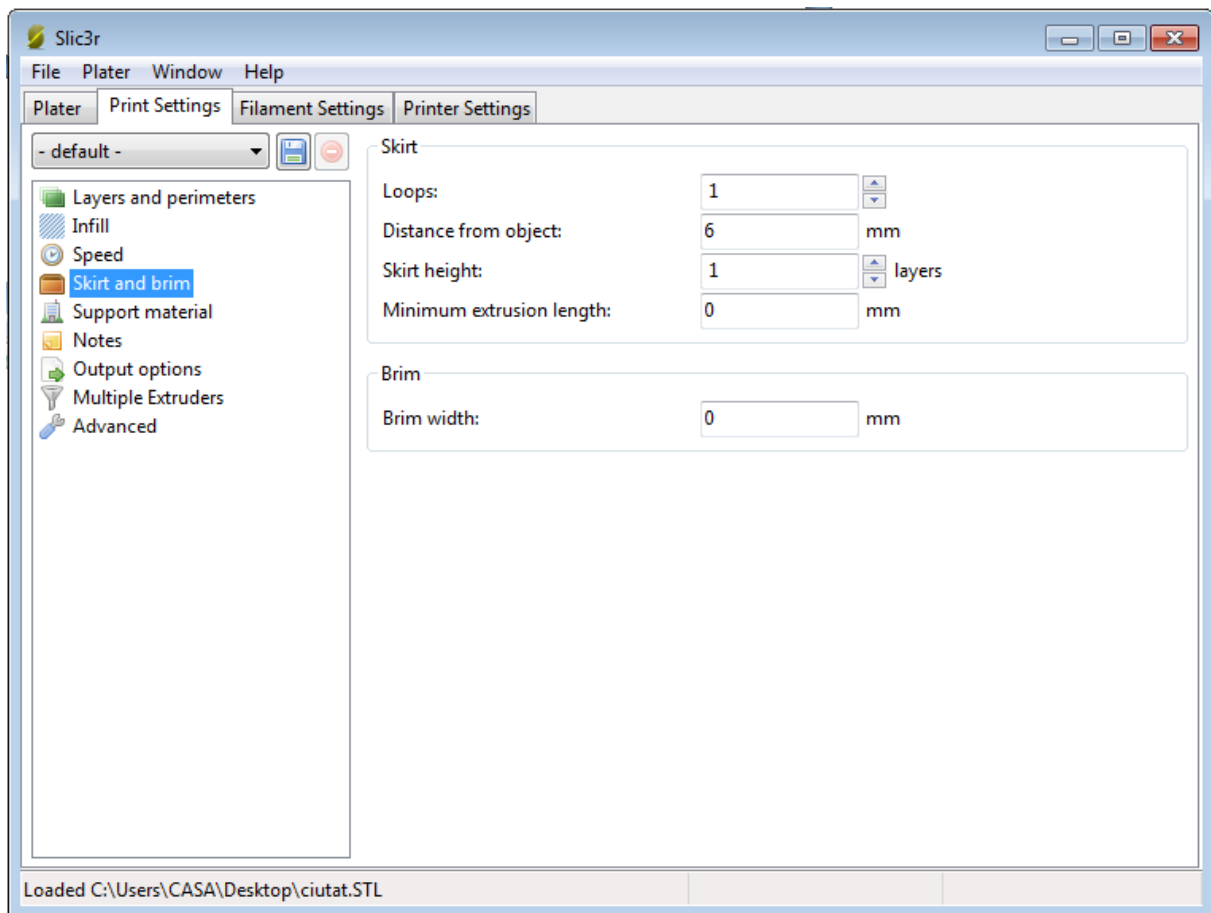 Slic3r
File Plater Window Help
Plater Print Settings Filament Settings Printer Settings
- default -
Layers and perimeters
Infill
Speed
Skirt and brim
Support material
Notes
Output options
Multiple Extruders
Advanced
Skirt
Loops: 1
Distance from object: 6 mm
Skirt height: 1 layers
Minimum extrusion length: 0 mm
Brim
Brim width: 0 mm
Loaded C:\Users\CASA\Desktop\ciutat.STL